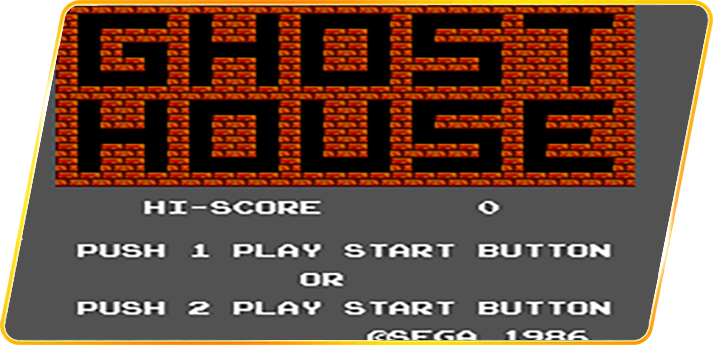 GHOST
HOUSE
HI-SCORE 0
PUSH 1 PLAY START BUTTON
OR
PUSH 2 PLAY START BUTTON
©SEGA 1986